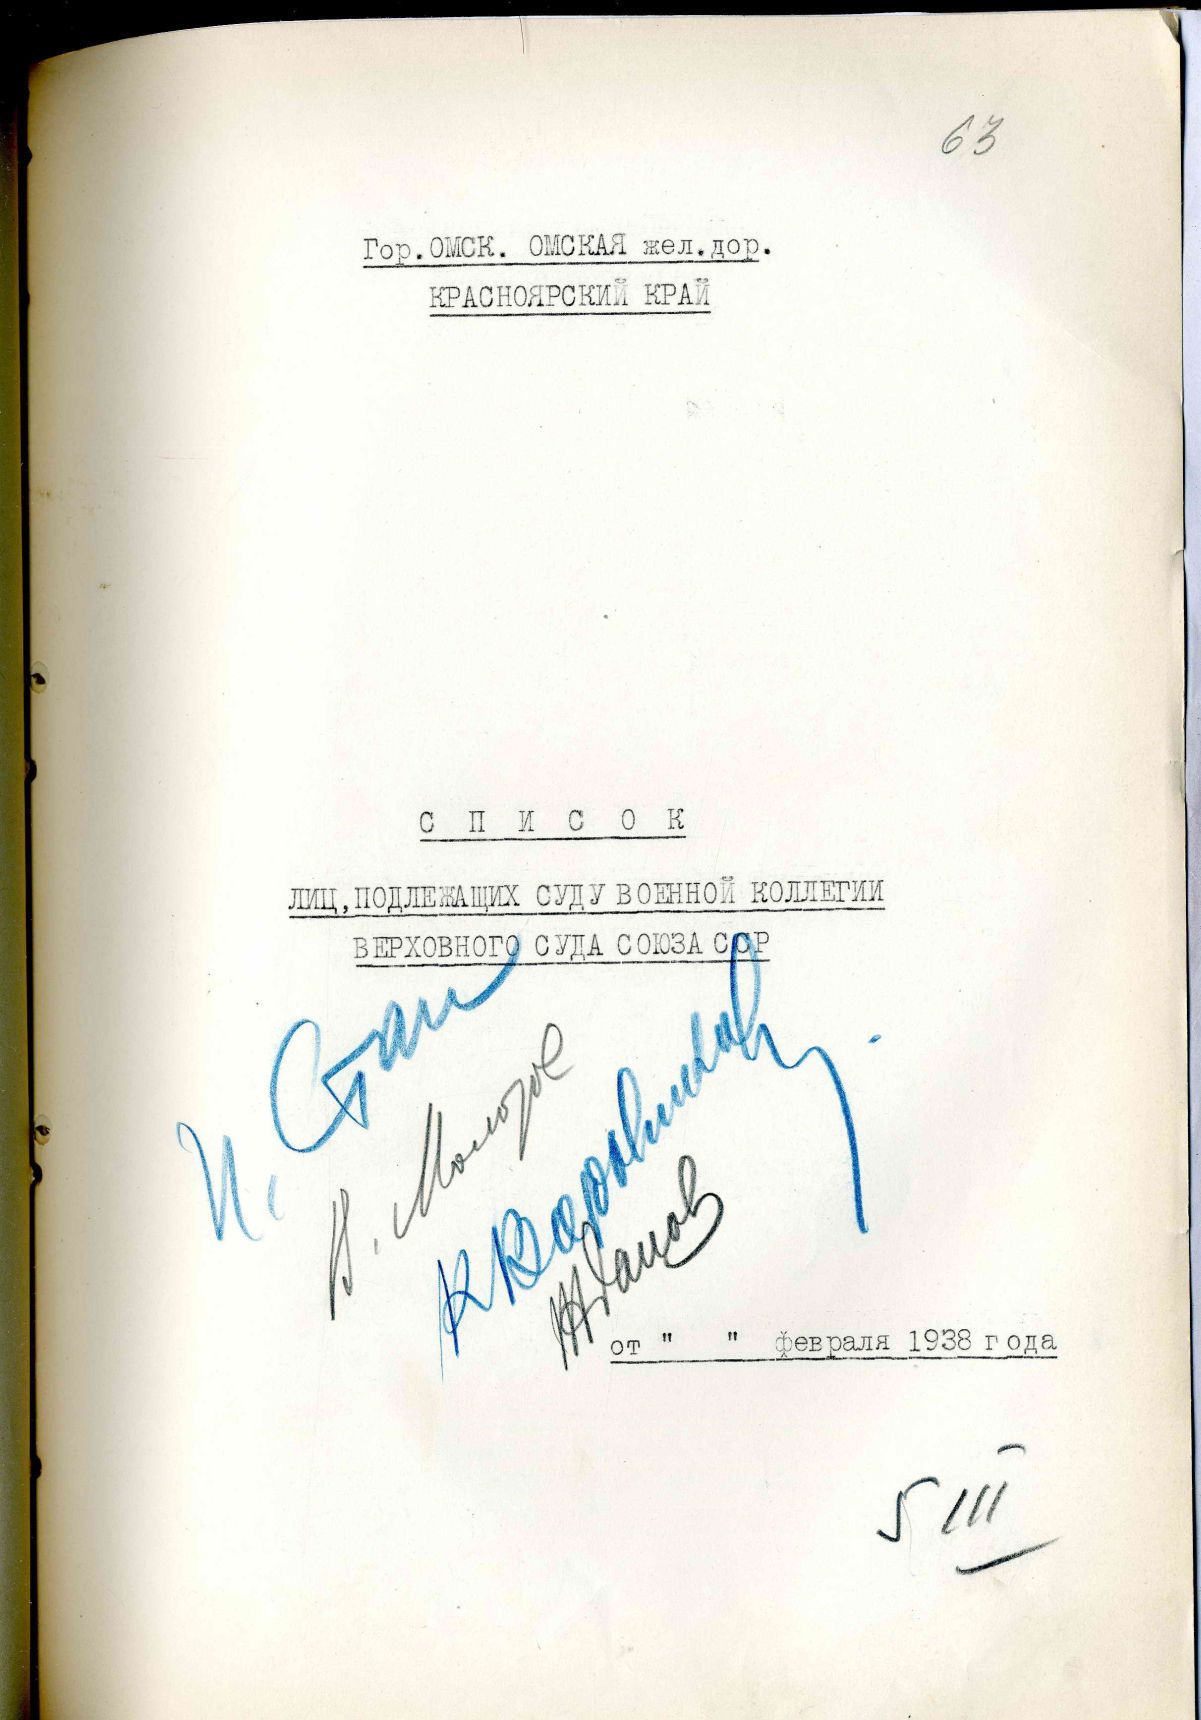 63
Гор.ОМСК. ОМСКАЯ жел.дор.
КРАСНОЯРСКИЙ КРАЙ
С П И С О К
ЛИЦ,ПОДЛЕЖАЩИХ СУДУ ВОЕННОЙ КОЛЛЕГИИ
ВЕРХОВНОГО СУДА СОЮЗА ССР
И. Сталин
В. Молотов
К Ворошилов
Жданов
от " " февраля 1938 года
5 III